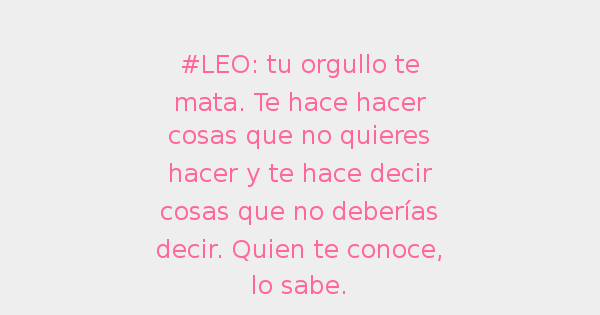 #LEO: tu orgullo te
mata. Te hace hacer
cosas que no quieres
hacer y te hace decir
cosas que no deberías
decir. Quien te conoce,
lo sabe.